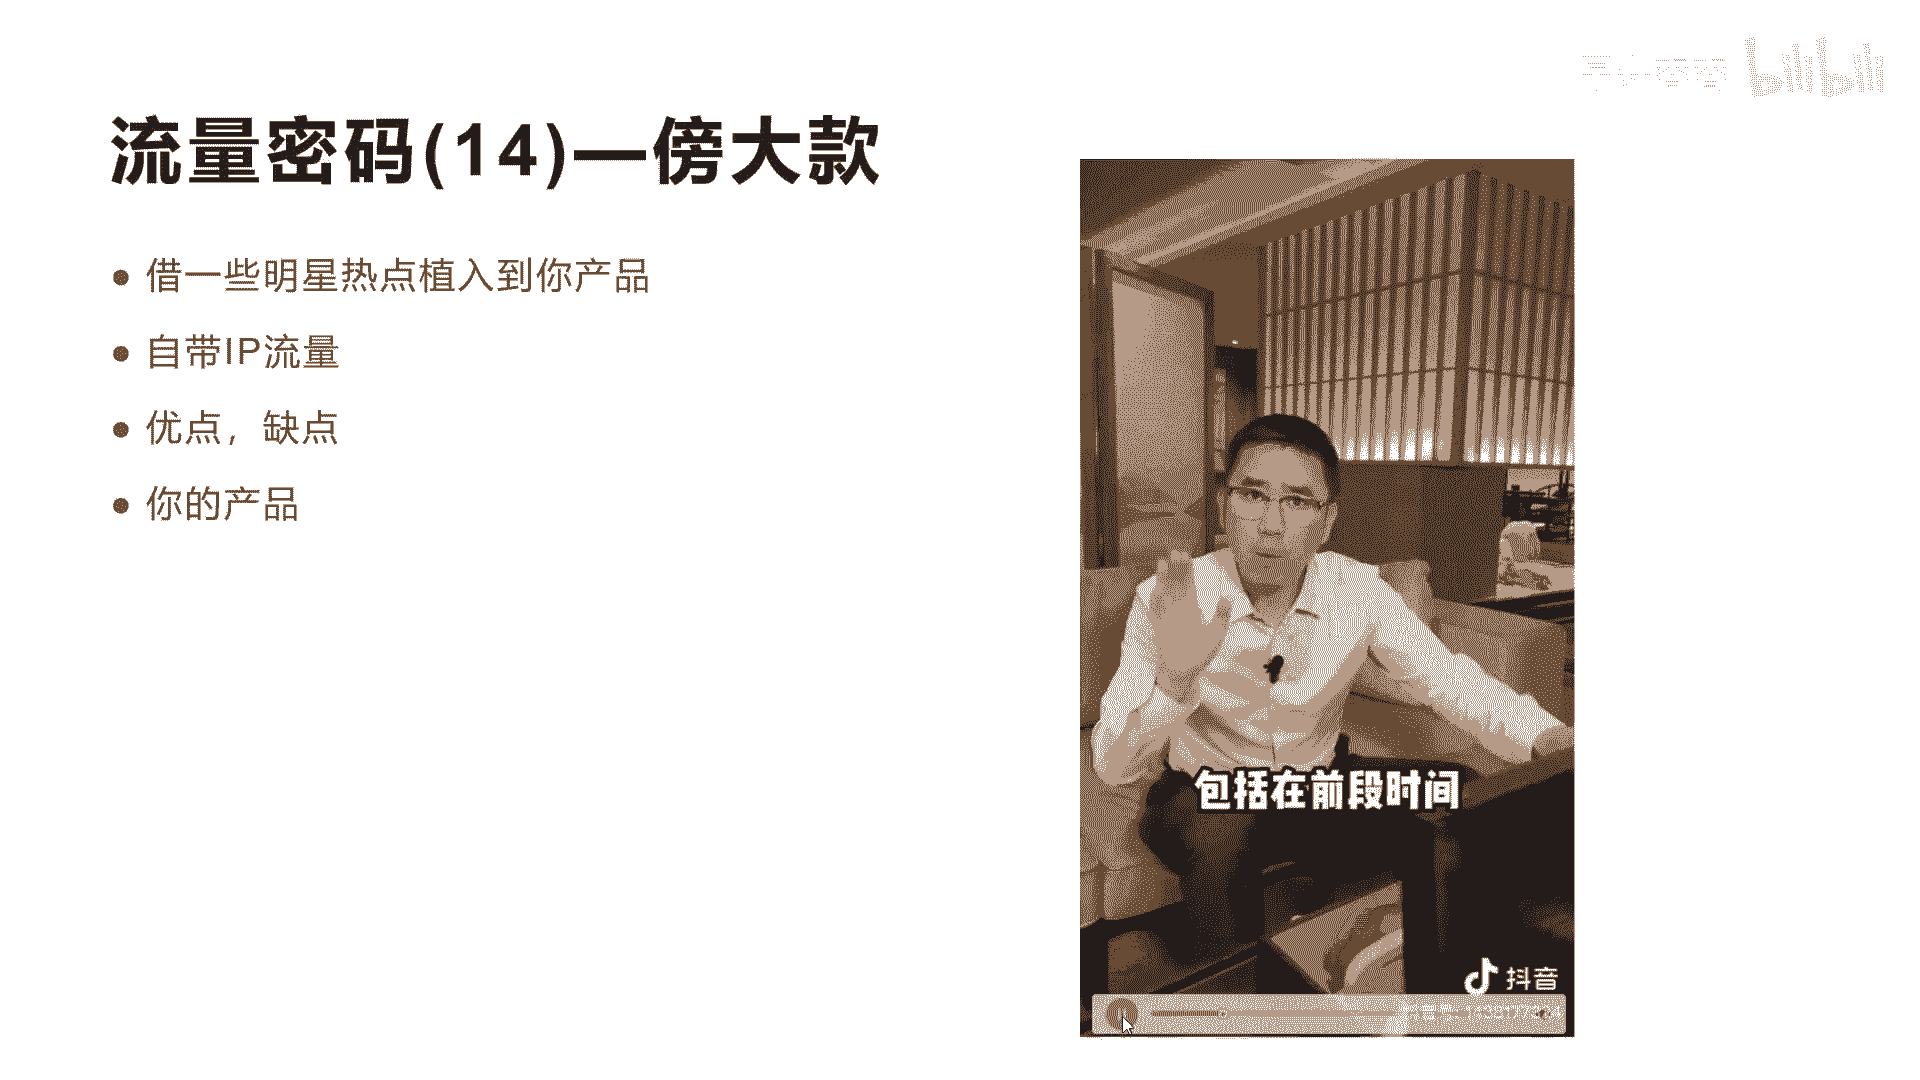 bilibili
流量密码(14)—傍大款
借一些明星热点植入到你产品
自带IP流量
优点，缺点
你的产品
包括在前段时间
抖音